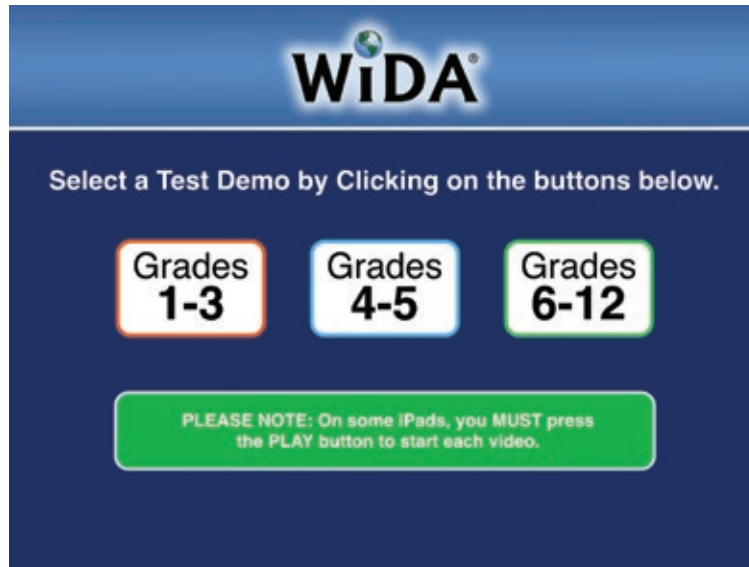 WiDA®
Select a Test Demo by Clicking on the buttons below.
Grades
1-3
Grades
4-5
Grades
6-12
PLEASE NOTE: On some iPads, you MUST press
the PLAY button to start each video.